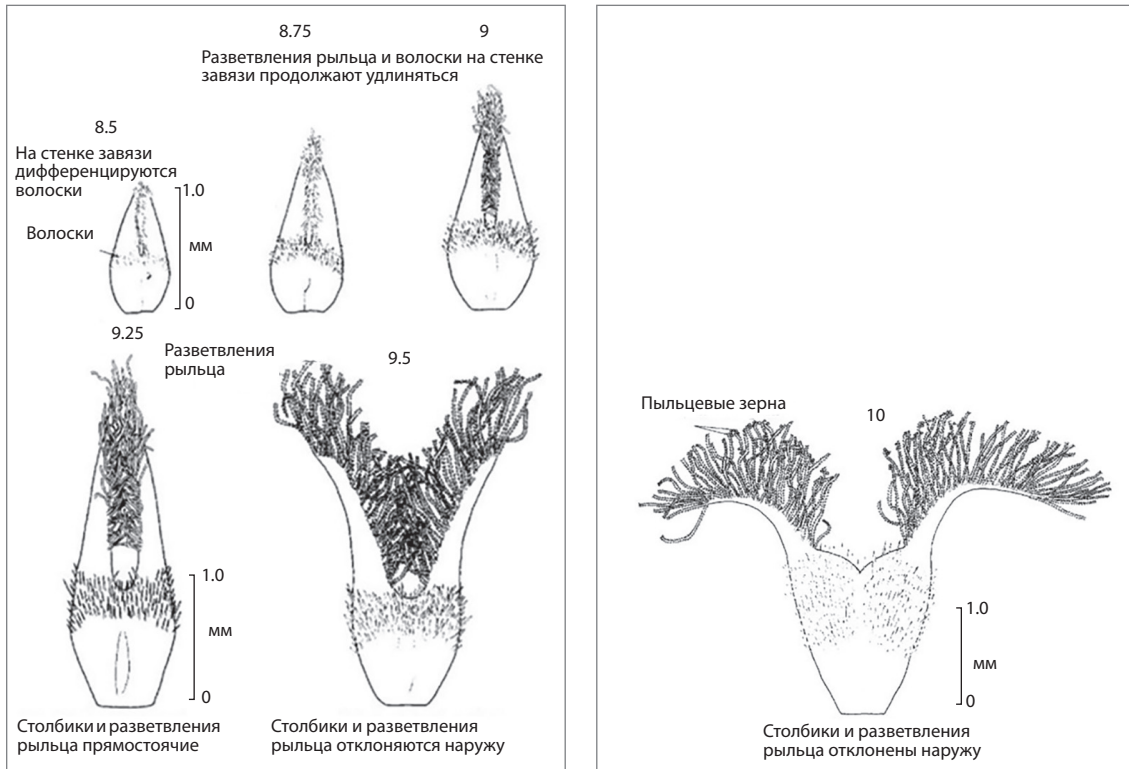 8.75
9
Разветвления рыльца и волоски на стенке
завязи продолжают удлиняться
8.5
На стенке завязи
дифференцируются
волоски
Волоски
1.0
мм
0
9.25
Разветвления
рыльца
9.5
1.0
мм
0
Столбики и разветвления
рыльца прямостоячие
Столбики и разветвления
рыльца отклоняются наружу
Пыльцевые зерна
10
1.0
мм
0
Столбики и разветвления
рыльца отклонены наружу